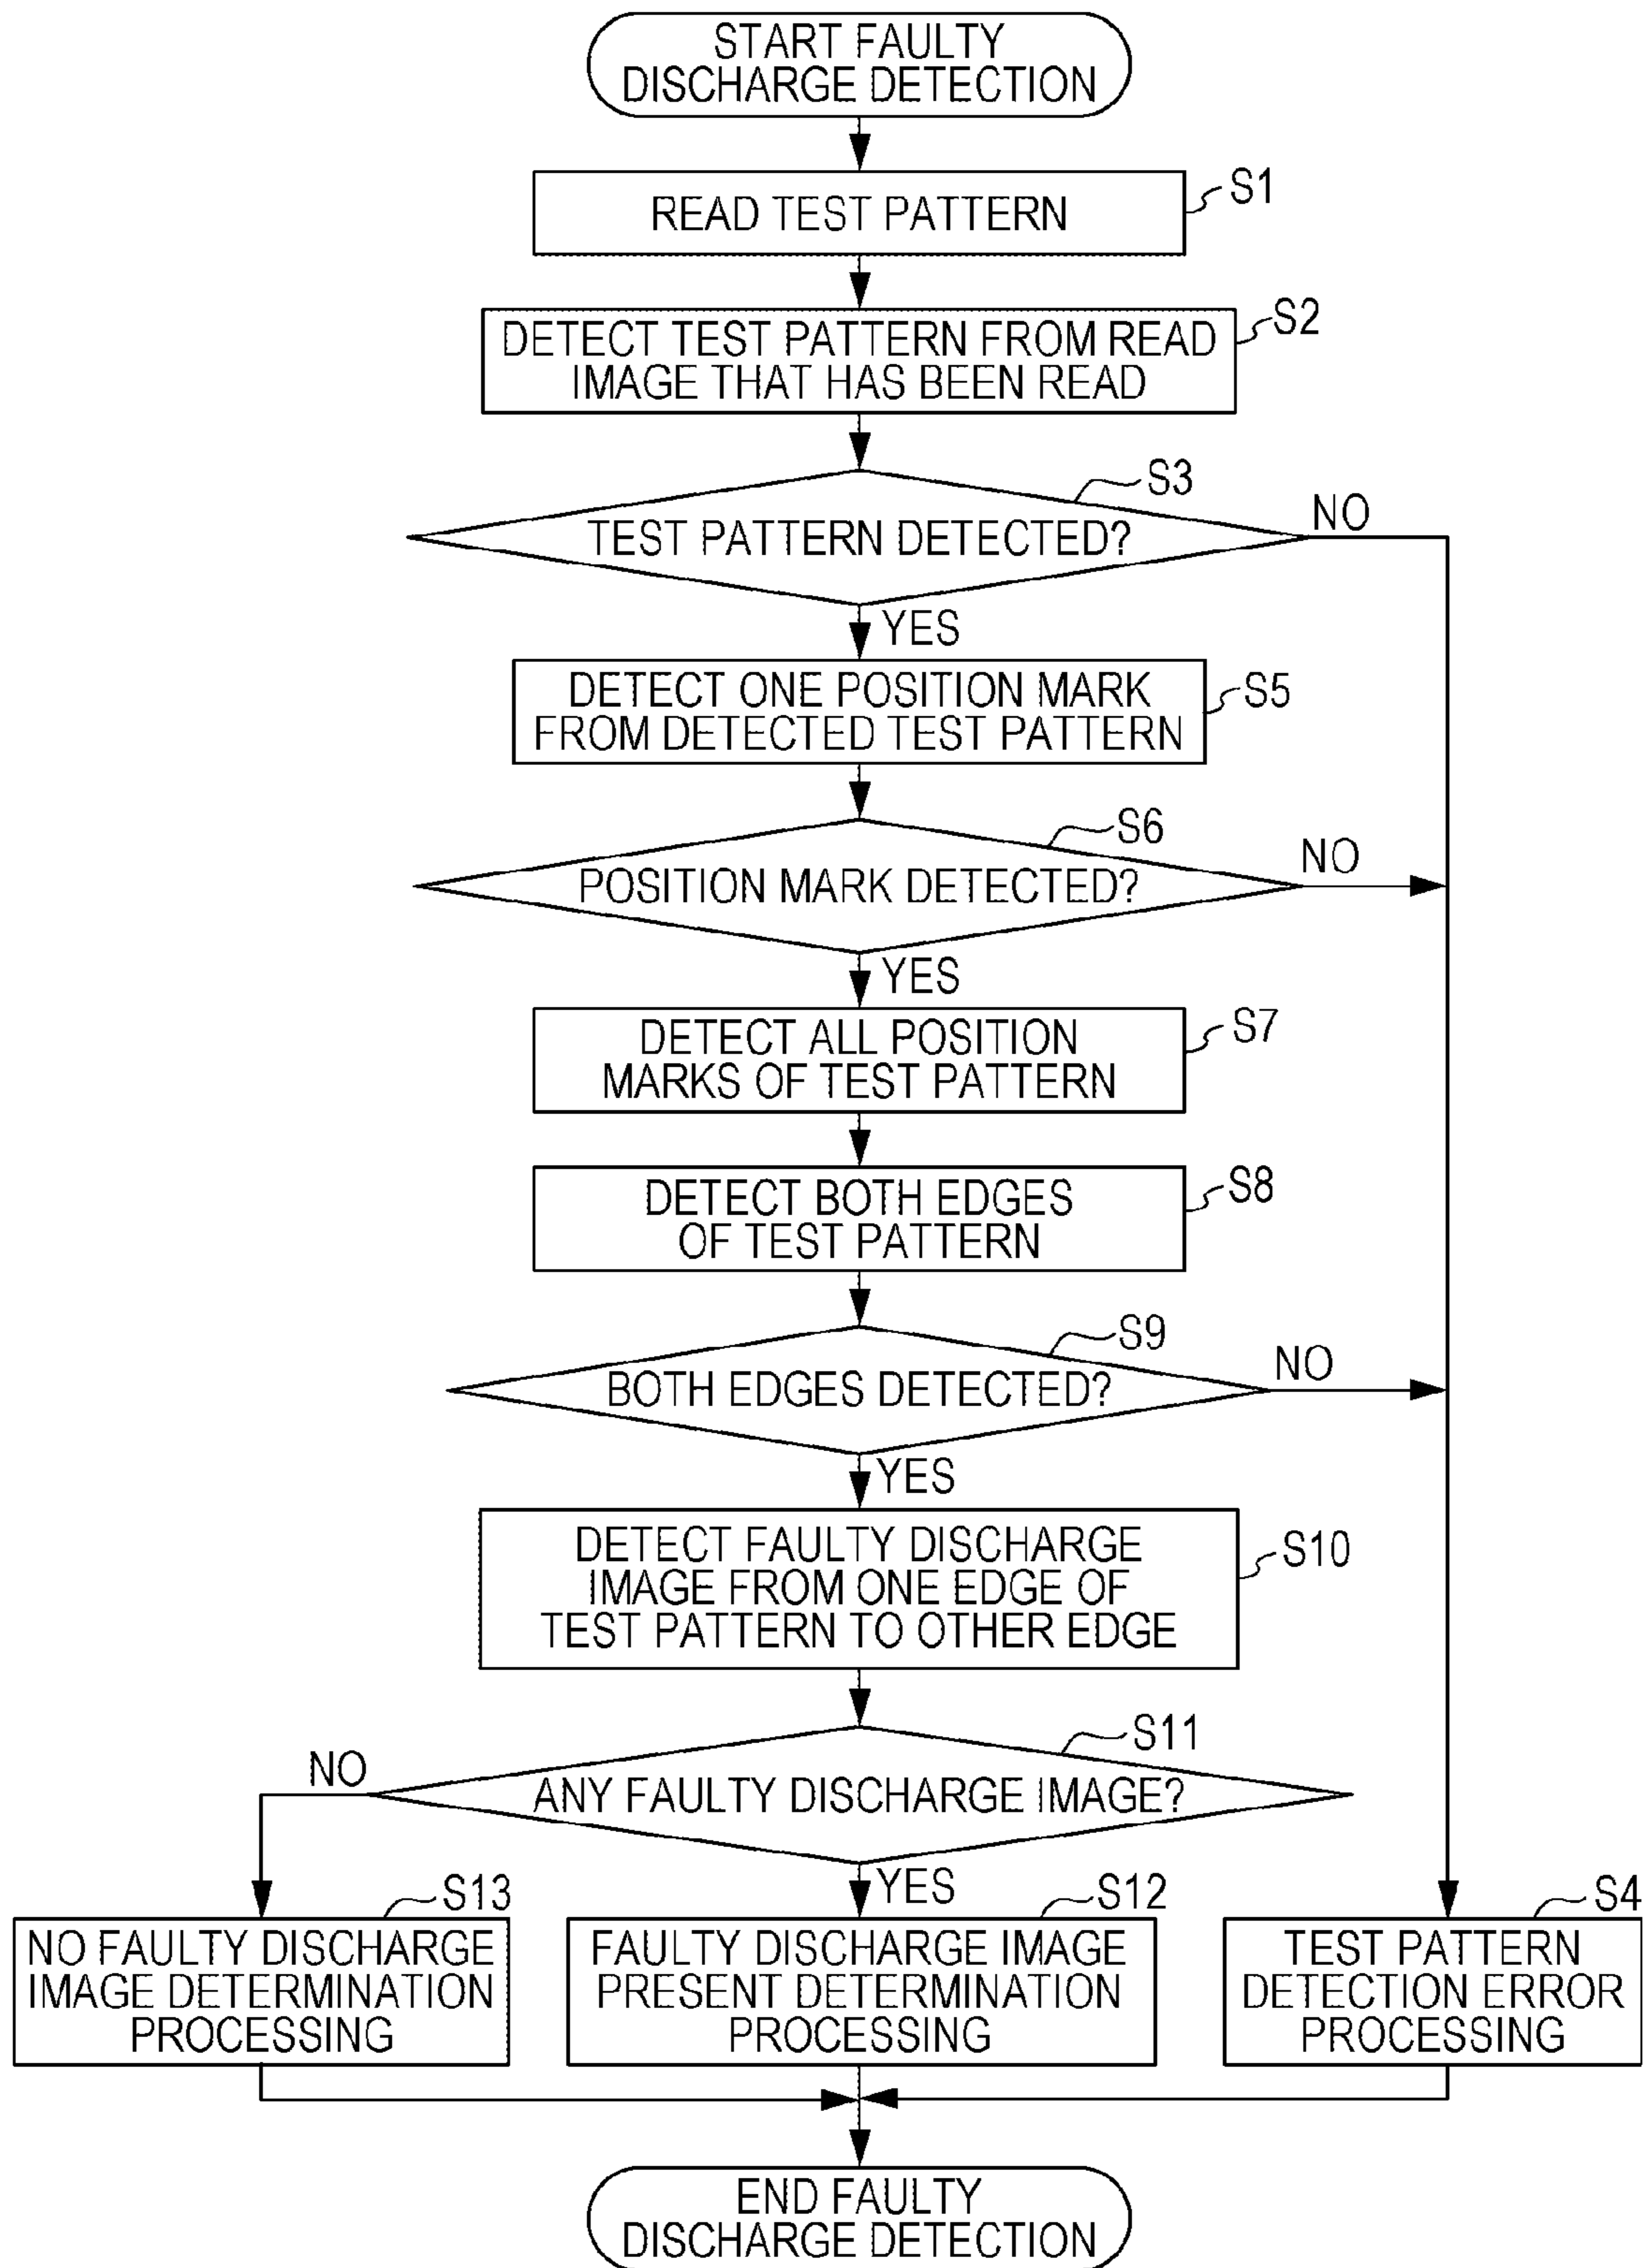 START FAULTY
DISCHARGE DETECTION
READ TEST PATTERN
S1
DETECT TEST PATTERN FROM READ
IMAGE THAT HAS BEEN READ
S2
S3
TEST PATTERN DETECTED?
NO
YES
DETECT ONE POSITION MARK
FROM DETECTED TEST PATTERN
S5
S6
POSITION MARK DETECTED?
NO
YES
DETECT ALL POSITION
MARKS OF TEST PATTERN
S7
DETECT BOTH EDGES
OF TEST PATTERN
S8
S9
BOTH EDGES DETECTED?
NO
YES
DETECT FAULTY DISCHARGE
IMAGE FROM ONE EDGE OF
TEST PATTERN TO OTHER EDGE
S10
S11
NO
ANY FAULTY DISCHARGE IMAGE?
YES
S13
NO FAULTY DISCHARGE
IMAGE DETERMINATION
PROCESSING
S12
FAULTY DISCHARGE IMAGE
PRESENT DETERMINATION
PROCESSING
S4
TEST PATTERN
DETECTION ERROR
PROCESSING
END FAULTY
DISCHARGE DETECTION